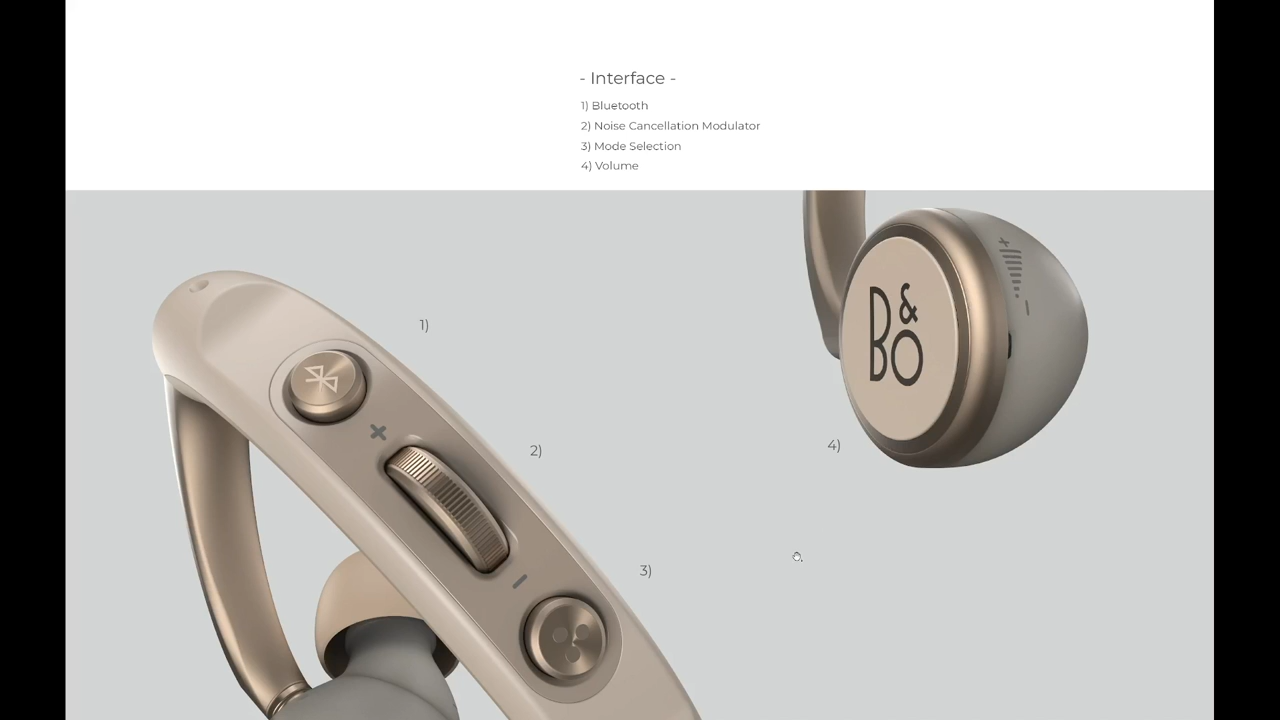 - Interface -
1) Bluetooth
2) Noise Cancellation Modulator
3) Mode Selection
4) Volume
1)
2)
3)
4)
B&O
+
-
+
-